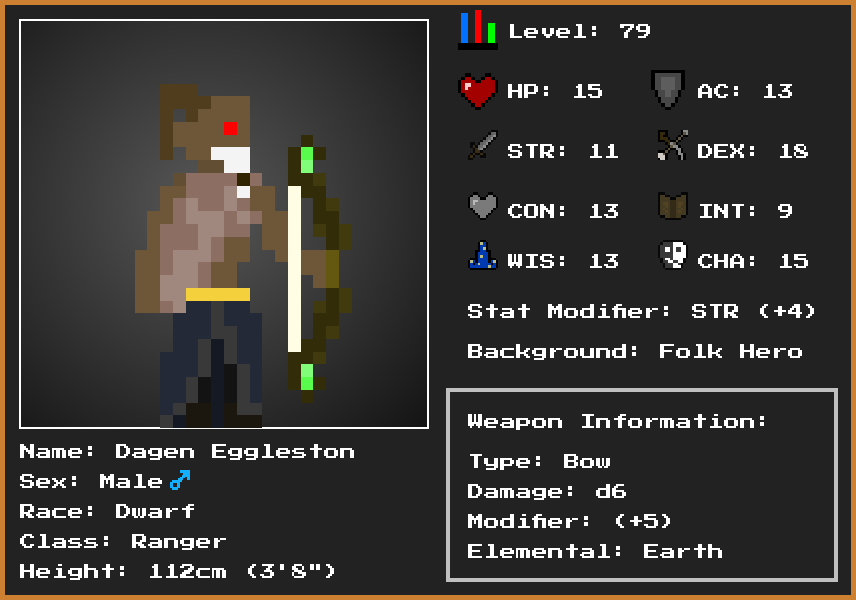 Level: 79
HP: 15
AC: 13
STR: 11
DEX: 18
CON: 13
INT: 9
WIS: 13
CHA: 15
Stat Modifier: STR (+4)
Background: Folk Hero
Weapon Information:
Type: Bow
Damage: d6
Modifier: (+5)
Elemental: Earth
Name: Dagen Eggleston
Sex: Male ♂
Race: Dwarf
Class: Ranger
Height: 112cm (3'8")